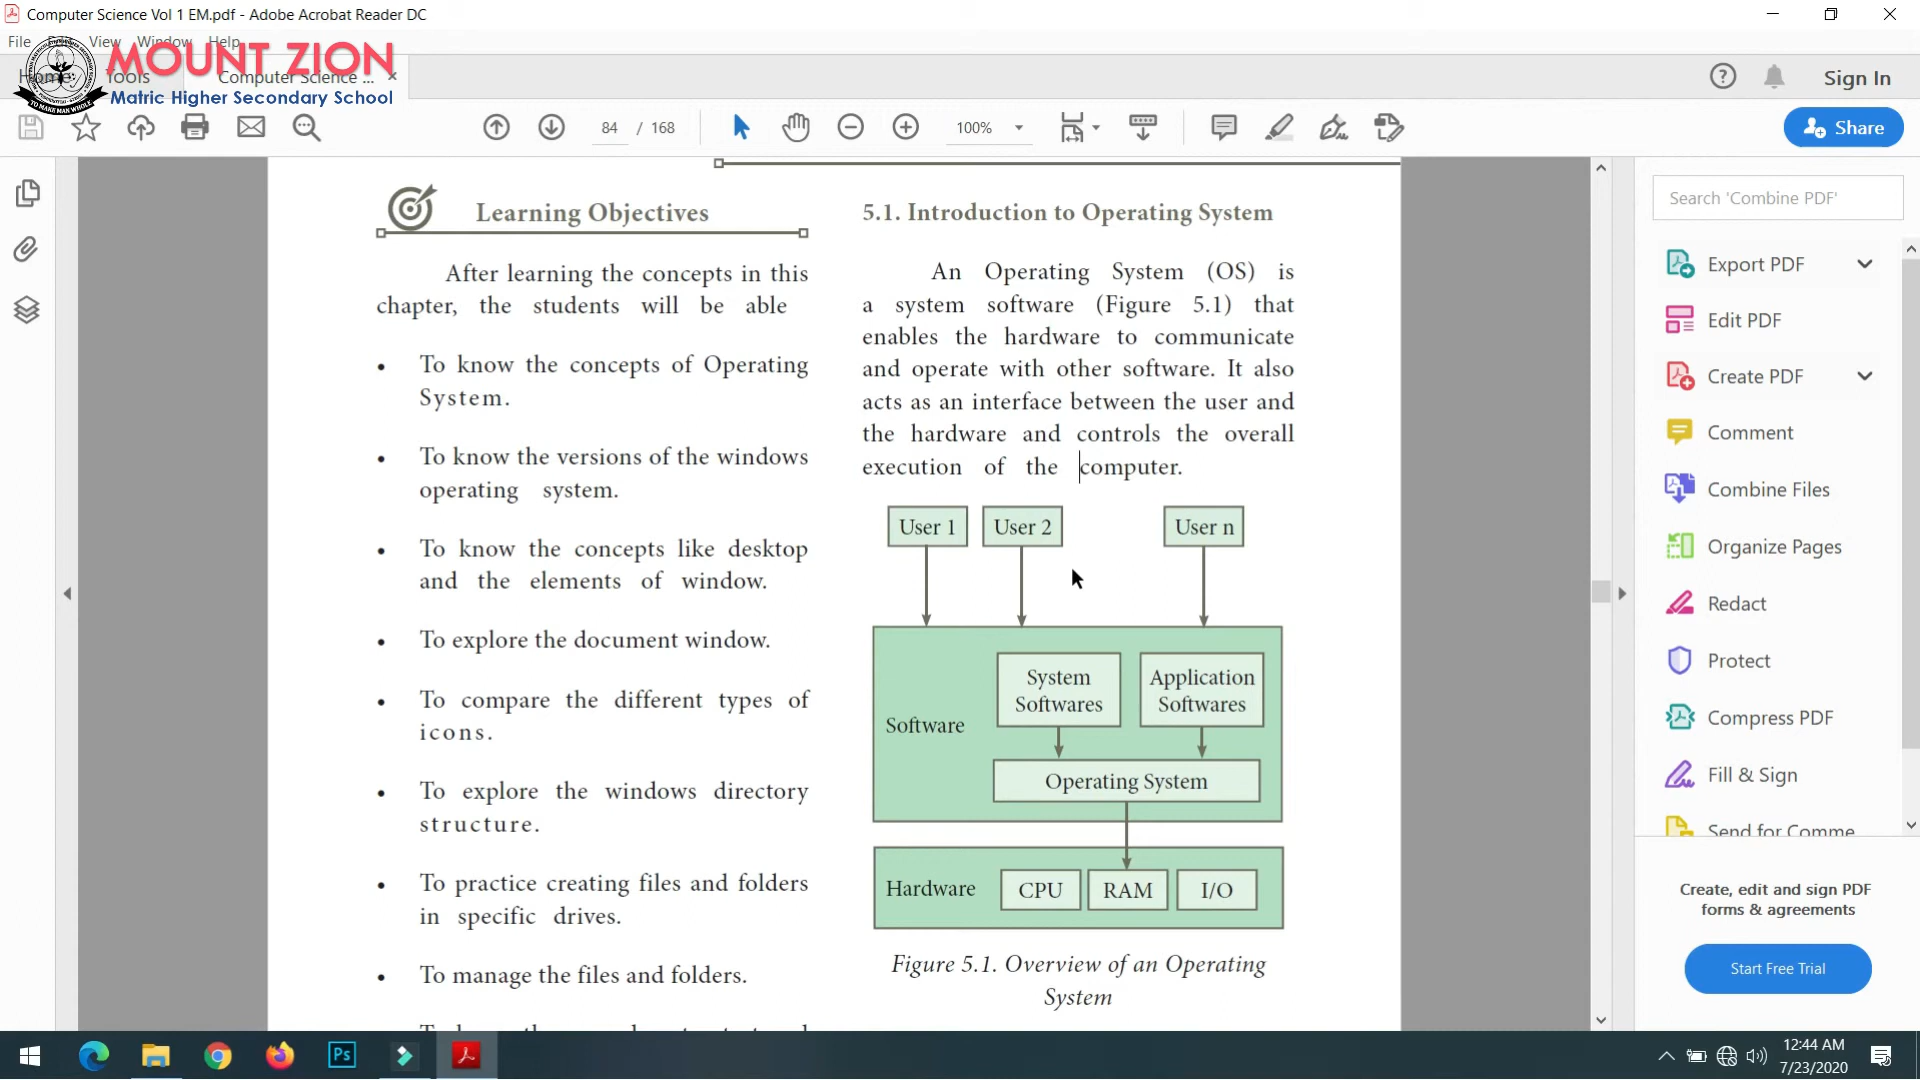 Computer Science Vol 1 EM.pdf - Adobe Acrobat Reader DC
File Edit View Window Help
MOUNT ZION
Matric Higher Secondary School
TO MAKE MAN WHOLE
Home Tools Computer Science ... ×
Sign In
84 / 168
100%
Share
Learning Objectives
After learning the concepts in this
chapter, the students will be able
• To know the concepts of Operating
System.
• To know the versions of the windows
operating system.
• To know the concepts like desktop
and the elements of window.
• To explore the document window.
• To compare the different types of
icons.
• To explore the windows directory
structure.
• To practice creating files and folders
in specific drives.
• To manage the files and folders.
5.1. Introduction to Operating System
An Operating System (OS) is
a system software (Figure 5.1) that
enables the hardware to communicate
and operate with other software. It also
acts as an interface between the user and
the hardware and controls the overall
execution of the computer.
User 1 User 2 User n
System
Softwares
Application
Softwares
Software
Operating System
Hardware CPU RAM I/O
Figure 5.1. Overview of an Operating
System
Search 'Combine PDF'
Export PDF
Edit PDF
Create PDF
Comment
Combine Files
Organize Pages
Redact
Protect
Compress PDF
Fill & Sign
Send for Comme
Create, edit and sign PDF
forms & agreements
Start Free Trial
Ps
12:44 AM
7/23/2020